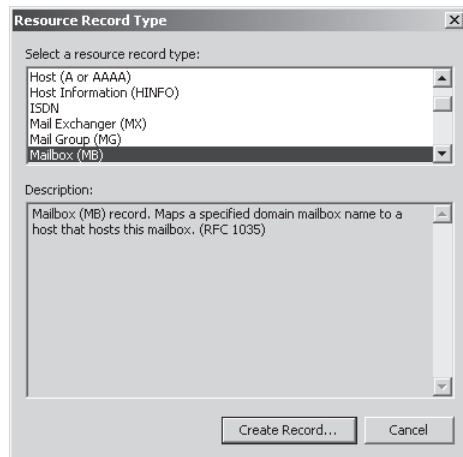 Resource Record Type
Select a resource record type:
Host (A or AAAA)
Host Information (HINFO)
ISDN
Mail Exchanger (MX)
Mail Group (MG)
Mailbox (MB)
Description:
Mailbox (MB) record. Maps a specified domain mailbox name to a
host that hosts this mailbox. (RFC 1035)
Create Record... Cancel